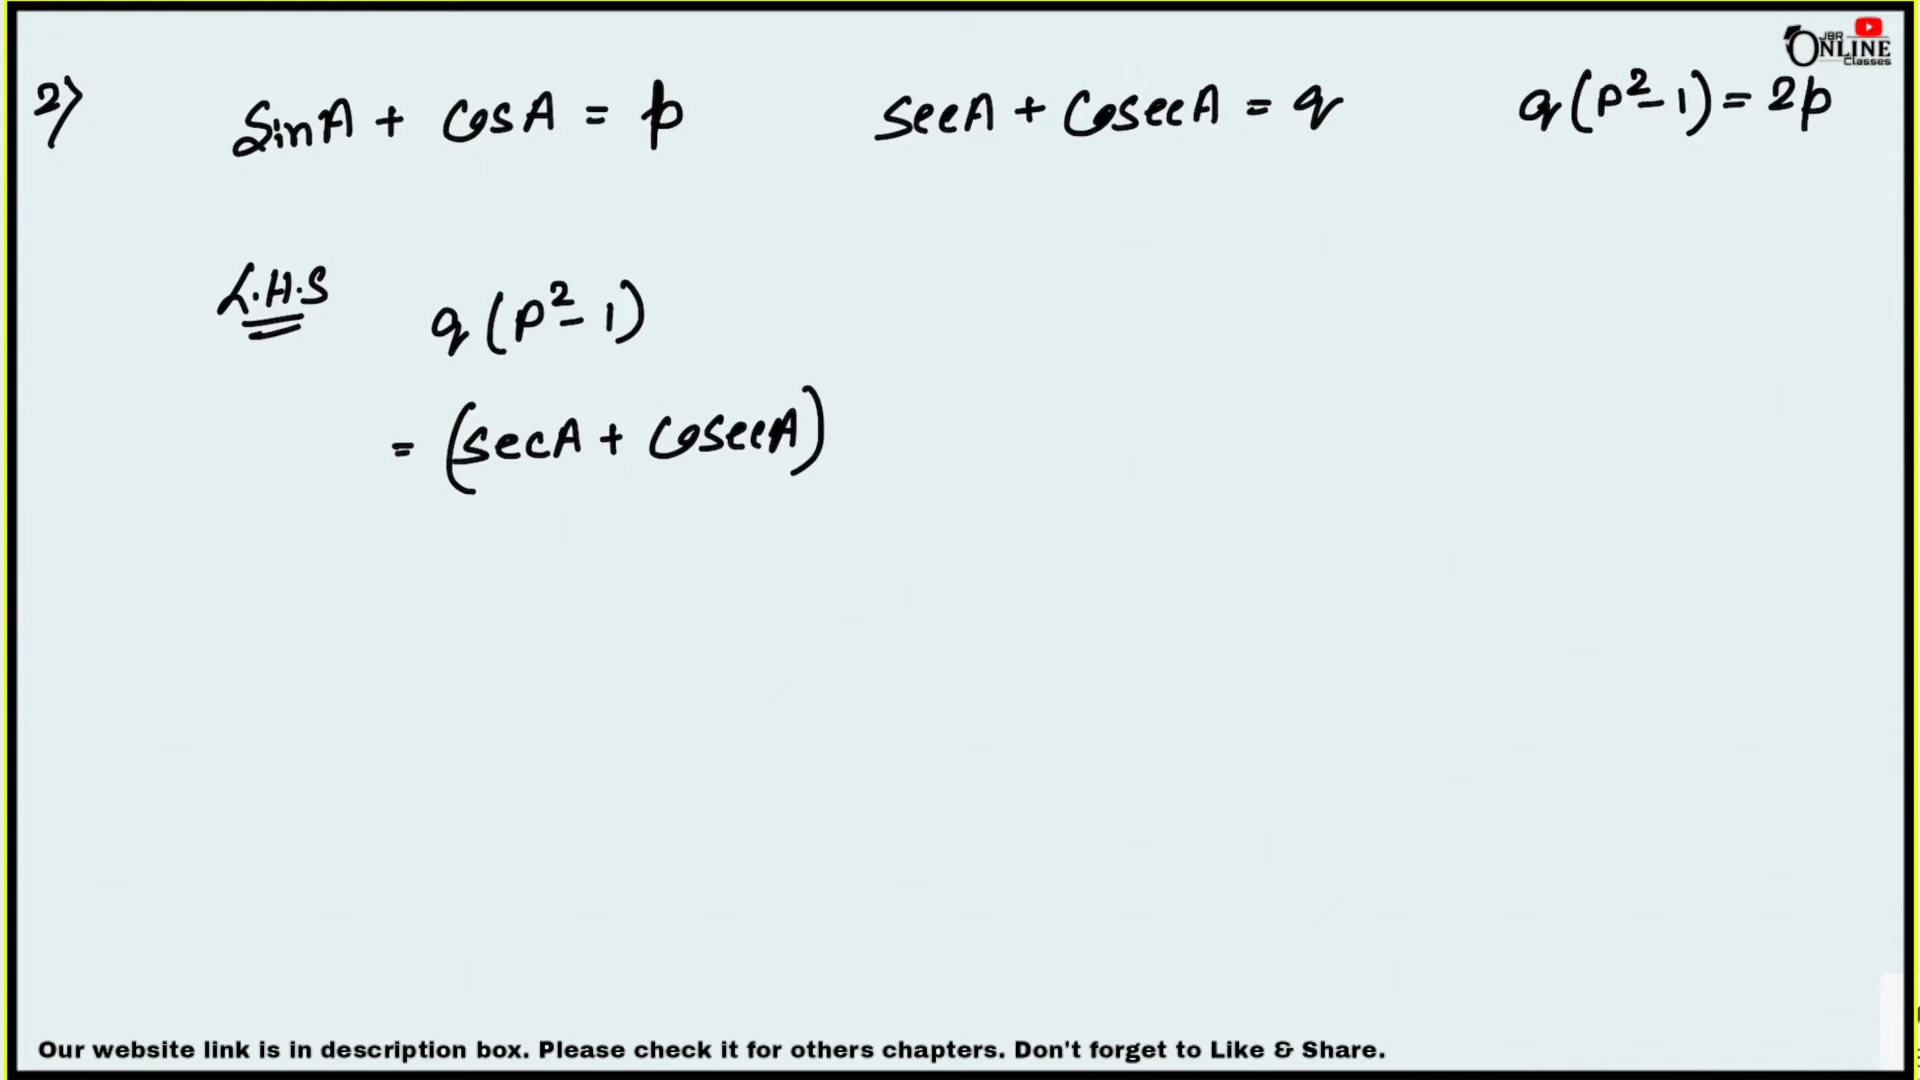 JBR ONLINE Classes
2) SinA + CosA = p secA + CosecA = q q(p²-1) = 2p
L.H.S q(p²-1)
= (secA + CosecA)
Our website link is in description box. Please check it for others chapters. Don't forget to Like & Share.